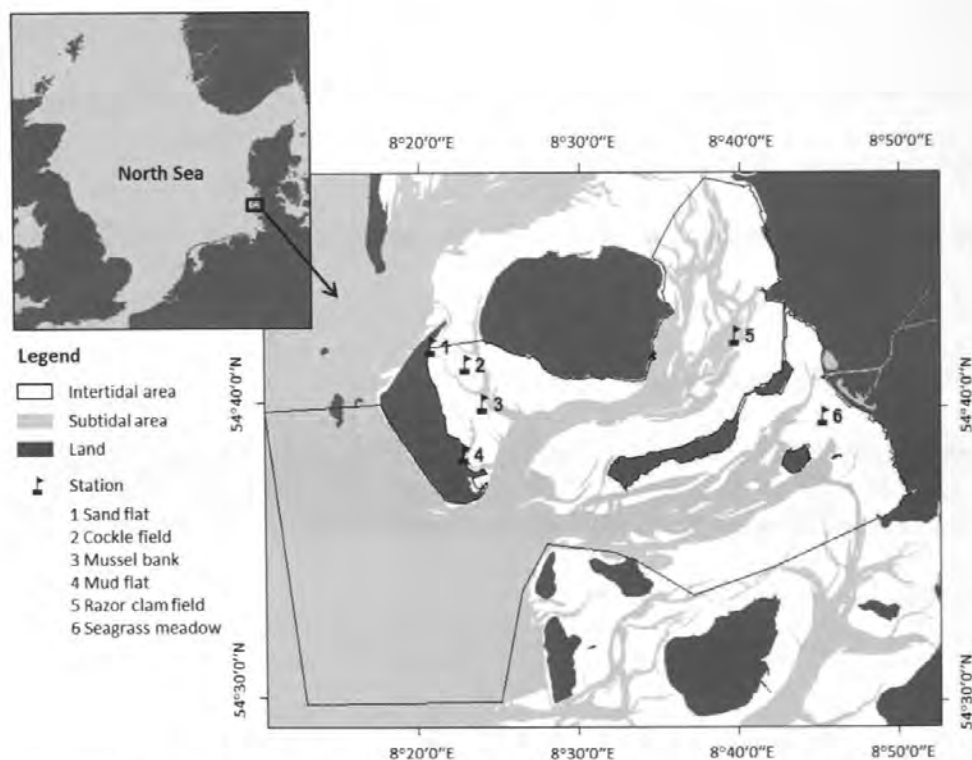 North Sea
8°20'0"E 8°30'0"E 8°40'0"E 8°50'0"E
54°40'0"N
54°30'0"N
1
2
3
4
5
6
54°40'0"N
54°30'0"N
8°20'0"E 8°30'0"E 8°40'0"E 8°50'0"E
Legend
Intertidal area
Subtidal area
Land
Station
1 Sand flat
2 Cockle field
3 Mussel bank
4 Mud flat
5 Razor clam field
6 Seagrass meadow